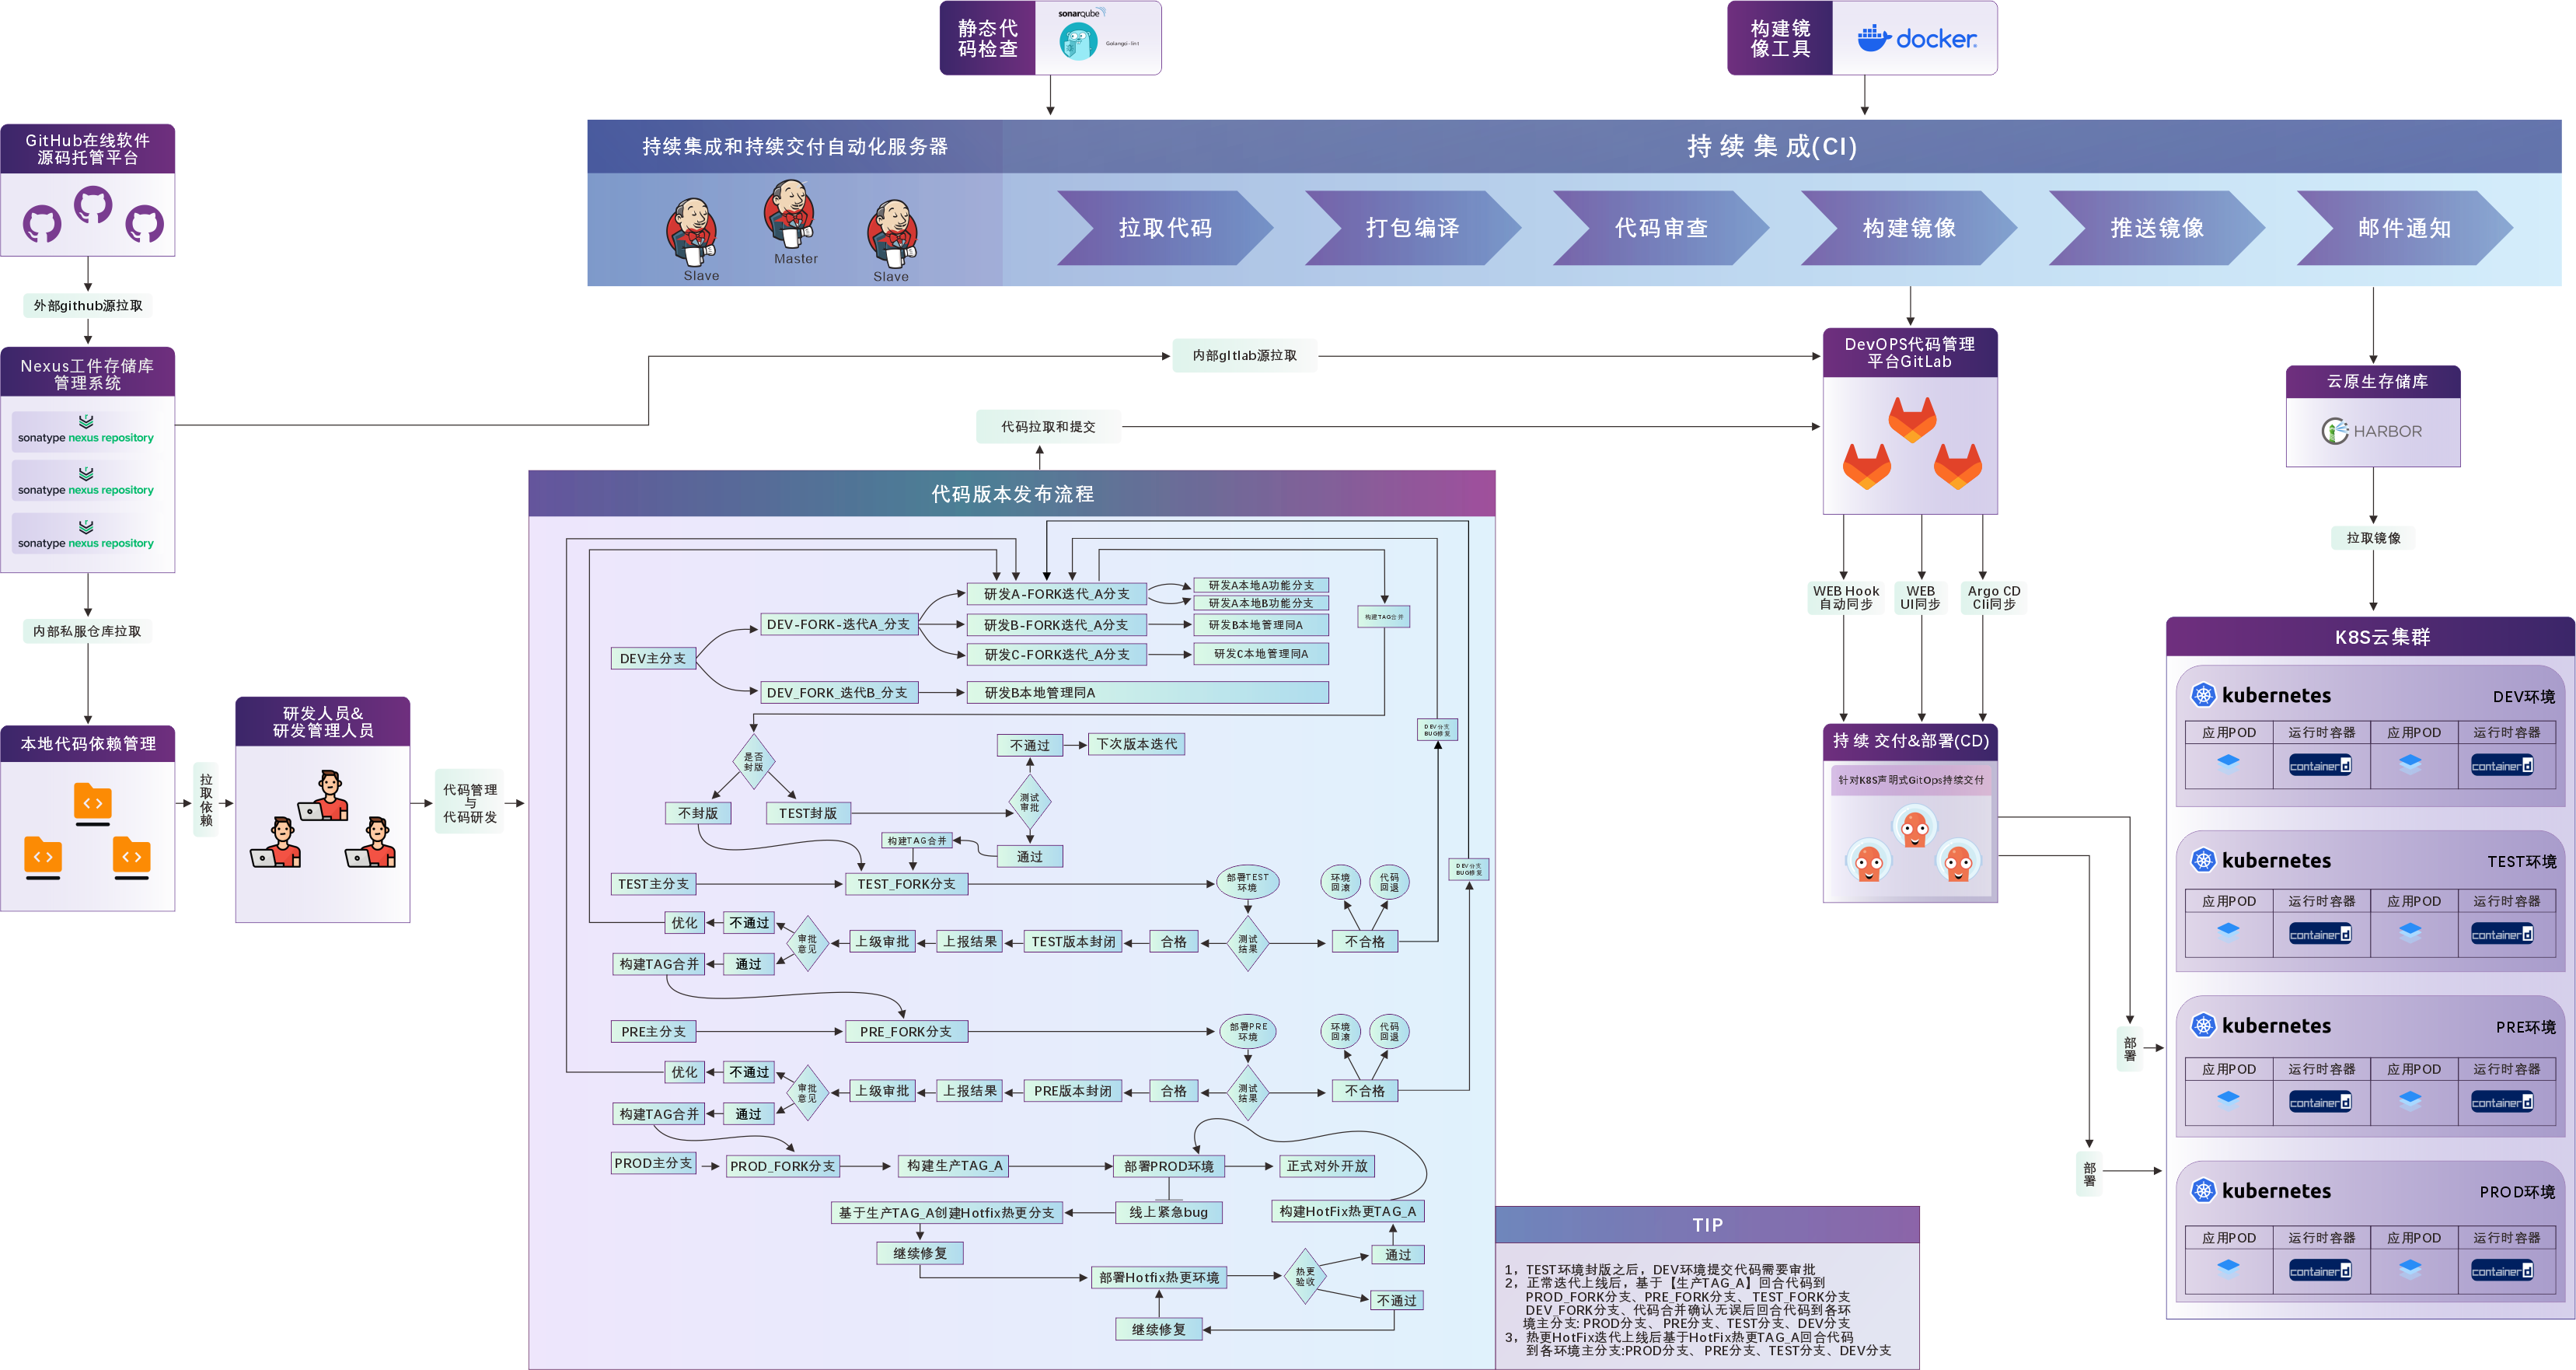 静态代
码检查
sonarqube
Golangci-lint
构建镜
像工具
docker
GitHub在线软件
源码托管平台
外部github源拉取
Nexus工件存储库
管理系统
sonatype nexus repository
sonatype nexus repository
sonatype nexus repository
内部私服仓库拉取
本地代码依赖管理
拉取依赖
研发人员&
研发管理人员
代码管理
与
代码研发
持续集成和持续交付自动化服务器
Slave
Master
Slave
持 续 集 成(CI)
拉取代码
打包编译
代码审查
构建镜像
推送镜像
邮件通知
内部gitlab源拉取
代码拉取和提交
代码版本发布流程
DEV主分支
DEV-FORK-迭代A_分支
DEV_FORK_迭代B_分支
研发A-FORK迭代_A分支
研发B-FORK迭代_A分支
研发C-FORK迭代_A分支
研发B本地管理同A
研发A本地A功能分支
研发A本地B功能分支
研发B本地管理同A
研发C本地管理同A
构建TAG合并
是否
封版
不封版
TEST封版
不通过
下次版本迭代
测试
审批
通过
构建TAG合并
DEV分支
BUG修复
DEV分支
BUG修复
TEST主分支
TEST_FORK分支
部署TEST
环境
环境
回滚
代码
回退
优化
不通过
审批
意见
上级审批
上报结果
TEST版本封闭
合格
测试
结果
不合格
构建TAG合并
通过
PRE主分支
PRE_FORK分支
部署PRE
环境
环境
回滚
代码
回退
优化
不通过
审批
意见
上级审批
上报结果
PRE版本封闭
合格
测试
结果
不合格
构建TAG合并
通过
PROD主分支
PROD_FORK分支
构建生产TAG_A
部署PROD环境
正式对外开放
基于生产TAG_A创建Hotfix热更分支
线上紧急bug
构建HotFix热更TAG_A
继续修复
部署Hotfix热更环境
热更
验收
通过
不通过
继续修复
TIP
1，TEST环境封版之后，DEV环境提交代码需要审批
2，正常迭代上线后，基于【生产TAG_A】回合代码到
PROD_FORK分支、PRE_FORK分支、TEST_FORK分支
DEV_FORK分支、代码合并确认无误后回合代码到各环
境主分支: PROD分支、 PRE分支、TEST分支、DEV分支
3，热更HotFix迭代上线后基于HotFix热更TAG_A回合代码
到各环境主分支:PROD分支、 PRE分支、TEST分支、DEV分支
DevOPS代码管理
平台GitLab
WEB Hook
自动同步
WEB
UI同步
Argo CD
Cli同步
持 续 交付&部署(CD)
针对K8S声明式GitOps持续交付
部署
部署
云原生存储库
HARBOR
拉取镜像
K8S云集群
kubernetes
DEV环境
应用POD 运行时容器 应用POD 运行时容器
containerd containerd
kubernetes
TEST环境
应用POD 运行时容器 应用POD 运行时容器
containerd containerd
kubernetes
PRE环境
应用POD 运行时容器 应用POD 运行时容器
containerd containerd
kubernetes
PROD环境
应用POD 运行时容器 应用POD 运行时容器
containerd containerd